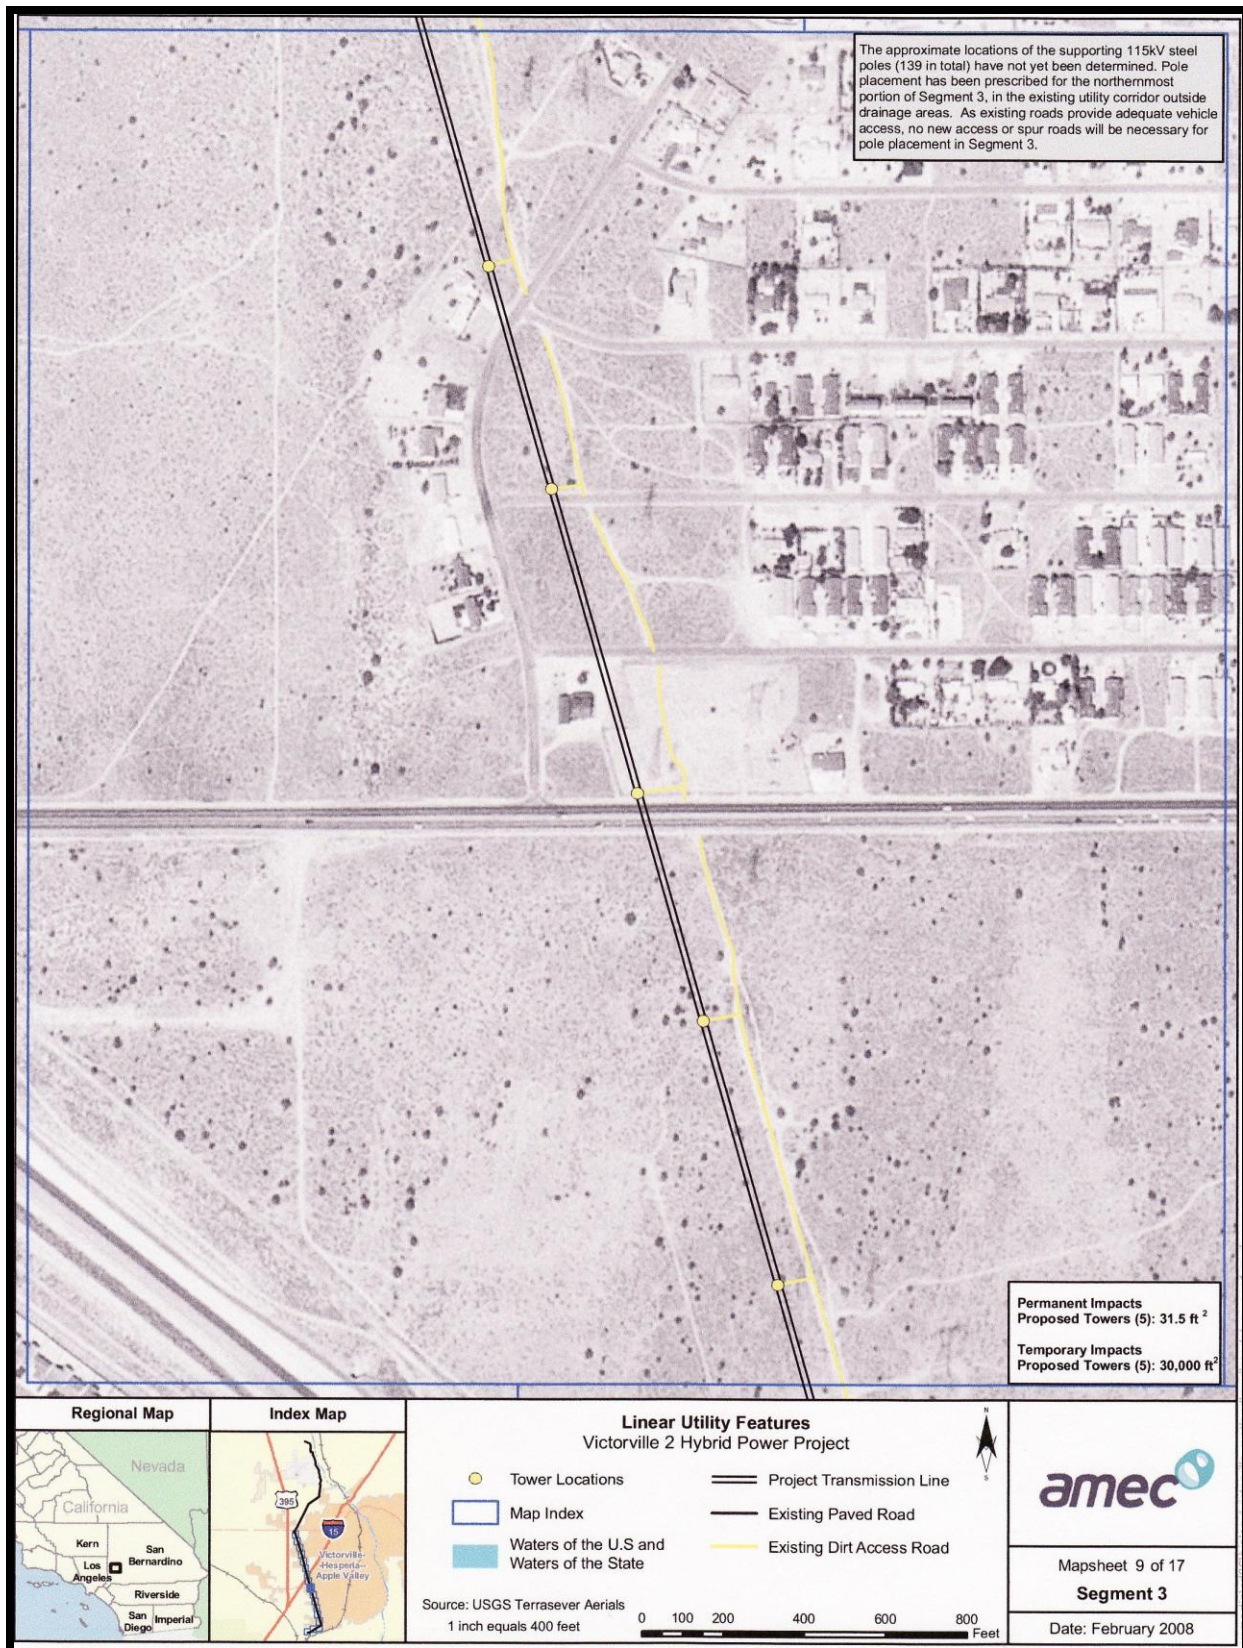 The approximate locations of the supporting 115kV steel
poles (139 in total) have not yet been determined. Pole
placement has been prescribed for the northernmost
portion of Segment 3, in the existing utility corridor outside
drainage areas. As existing roads provide adequate vehicle
access, no new access or spur roads will be necessary for
pole placement in Segment 3.
Permanent Impacts
Proposed Towers (5): 31.5 ft 2
Temporary Impacts
Proposed Towers (5): 30,000 ft2
Regional Map
Nevada
California
Kern
San
Bernardino
Los
Angeles
Riverside
San
Diego
Imperial
Index Map
395
15
Victorville-
-Hesperia--
Apple Valley
Linear Utility Features
Victorville 2 Hybrid Power Project
N
S
Tower Locations
Map Index
Waters of the U.S and
Waters of the State
Project Transmission Line
Existing Paved Road
Existing Dirt Access Road
Source: USGS Terrasever Aerials
1 inch equals 400 feet
0 100 200 400 600 800
Feet
amec
Mapsheet 9 of 17
Segment 3
Date: February 2008